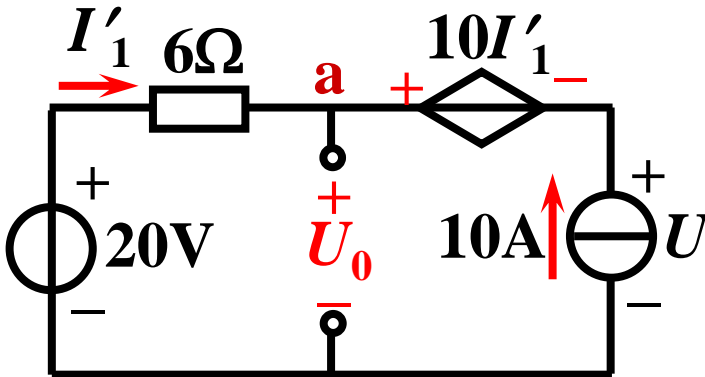 I′₁ 6Ω a 10I′₁
+ −
+ 20V −
+ U₀ −
10A
+ U −